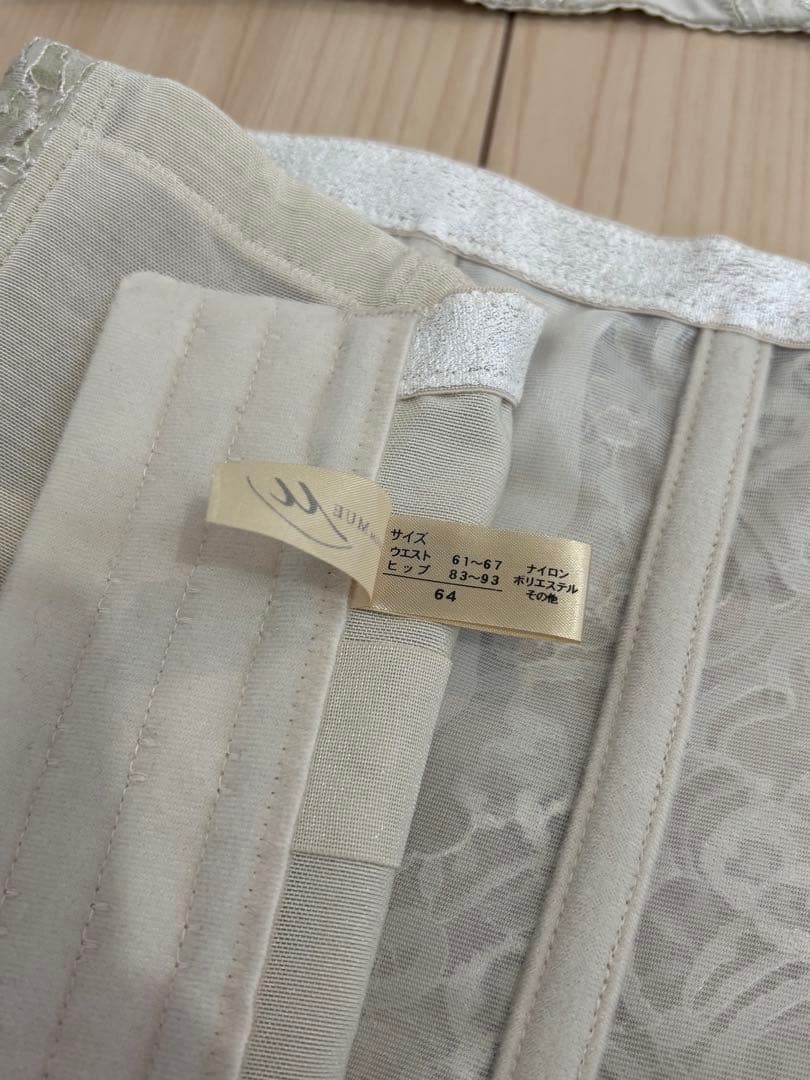 μ
MUE
サイズ
ウエスト 61〜67
ヒップ 83〜93
64
ナイロン
ポリエステル
その他